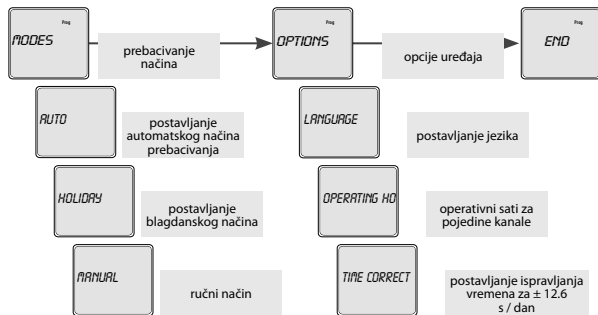 Prog
MODES
prebacivanje
načina
Prog
OPTIONS
opcije uređaja
Prog
END
AUTO
postavljanje
automatskog načina
prebacivanja
LANGUAGE
postavljanje jezika
HOLIDAY
postavljanje
blagdanskog načina
OPERATING HO
operativni sati za
pojedine kanale
MANUAL
ručni način
TIME CORRECT
postavljanje ispravljanja
vremena za ± 12.6
s / dan